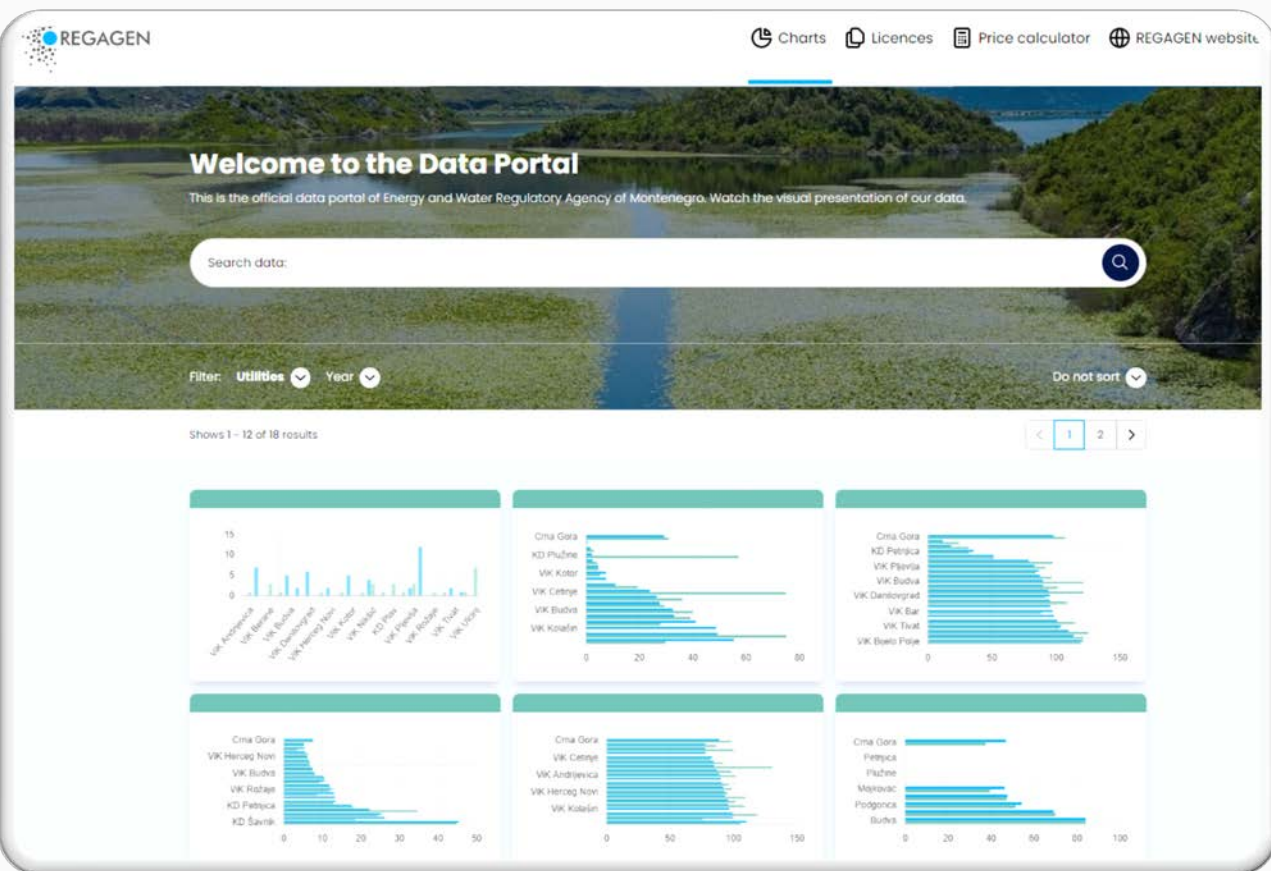 REGAGEN
Charts
Licences
Price calculator
REGAGEN website
Welcome to the Data Portal
This is the official data portal of Energy and Water Regulatory Agency of Montenegro. Watch the visual presentation of our data.
Search data:
Filter: Utilities Year
Do not sort
Shows 1 - 12 of 18 results
< 1 2 >
15
10
5
0
ViK Andrijevica
ViK Berane
ViK Budva
ViK Danilovgrad
ViK Herceg Novi
ViK Kotor
ViK Nikšić
KD Plav
ViK Pljevlja
ViK Rožaje
ViK Tivat
ViK Ulcinj
Crna Gora
KD Plužine
ViK Kotor
ViK Cetinje
ViK Budva
ViK Kolašin
0 20 40 60 80
Crna Gora
KD Petnjica
ViK Pljevlja
ViK Budva
ViK Danilovgrad
ViK Bar
ViK Tivat
ViK Bijelo Polje
0 50 100 150
Crna Gora
ViK Herceg Novi
ViK Budva
ViK Rožaje
KD Petnjica
KD Šavnik
0 10 20 30 40 50
Crna Gora
ViK Cetinje
ViK Andrijevica
ViK Herceg Novi
ViK Kolašin
0 50 100 150
Crna Gora
Petnjica
Plužine
Mojkovac
Podgorica
Budva
0 20 40 60 80 100